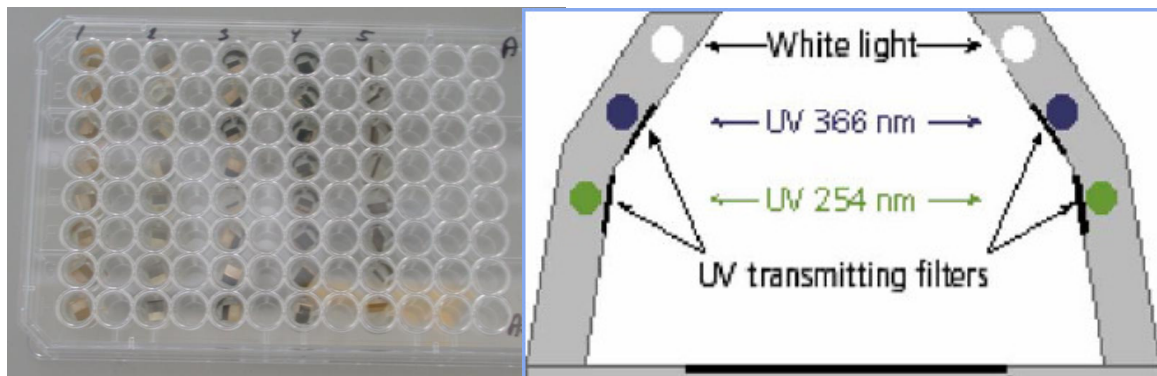 1 2 3 4 5 A
A
White light
UV 366 nm
UV 254 nm
UV transmitting filters